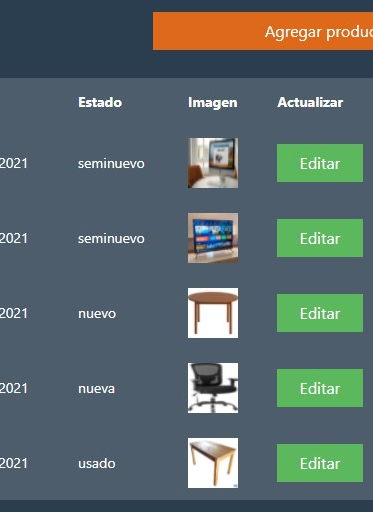 Agregar produc
Estado Imagen Actualizar
2021 seminuevo Editar
2021 seminuevo Editar
2021 nuevo Editar
2021 nueva Editar
2021 usado Editar